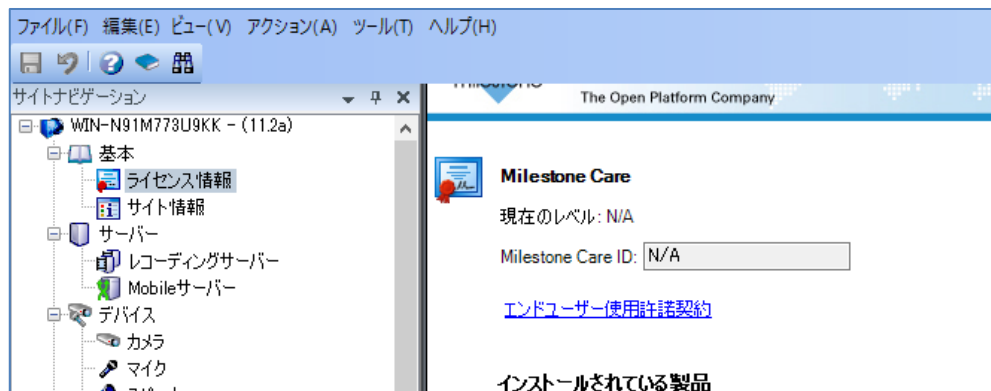 ファイル(F) 編集(E) ビュー(V) アクション(A) ツール(T) ヘルプ(H)
サイトナビゲーション
WIN-N91M773U9KK - (11.2a)
基本
ライセンス情報
サイト情報
サーバー
レコーディングサーバー
Mobileサーバー
デバイス
カメラ
マイク
The Open Platform Company
Milestone Care
現在のレベル: N/A
Milestone Care ID: N/A
エンドユーザー使用許諾契約
インストールされている製品